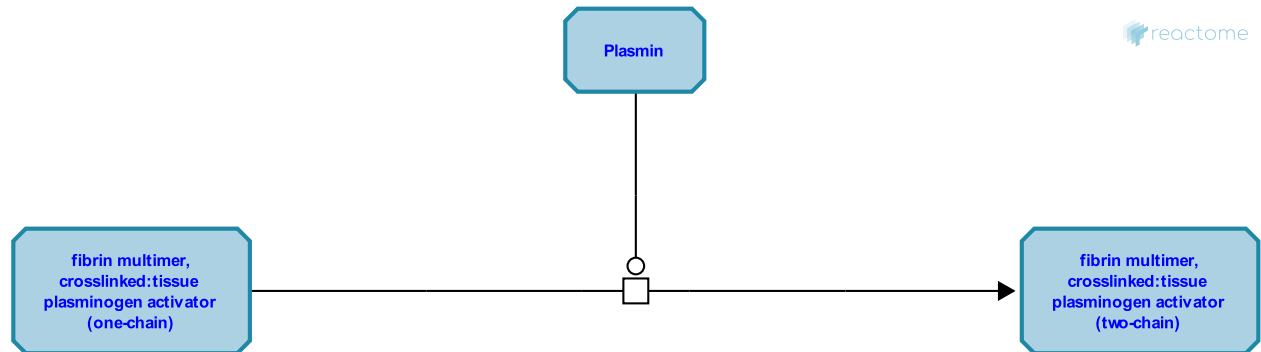 Plasmin
reactome
fibrin multimer,
crosslinked:tissue
plasminogen activator
(one-chain)
fibrin multimer,
crosslinked:tissue
plasminogen activator
(two-chain)